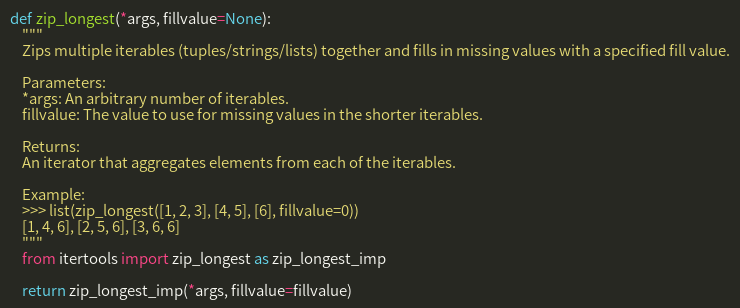 def zip_longest(*args, fillvalue=None):
"""
Zips multiple iterables (tuples/strings/lists) together and fills in missing values with a specified fill value.
Parameters:
*args: An arbitrary number of iterables.
fillvalue: The value to use for missing values in the shorter iterables.
Returns:
An iterator that aggregates elements from each of the iterables.
Example:
>>> list(zip_longest([1, 2, 3], [4, 5], [6], fillvalue=0))
[1, 4, 6], [2, 5, 6], [3, 6, 6]
"""
from itertools import zip_longest as zip_longest_imp
return zip_longest_imp(*args, fillvalue=fillvalue)